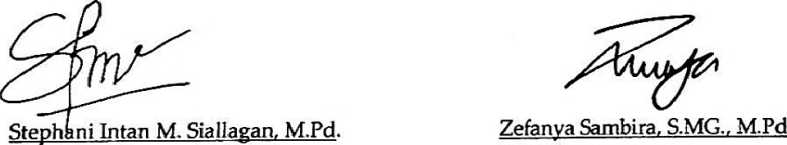 Stephani Intan M. Siallagan, M.Pd. Zefanya Sambira, S.MG., M.Pd